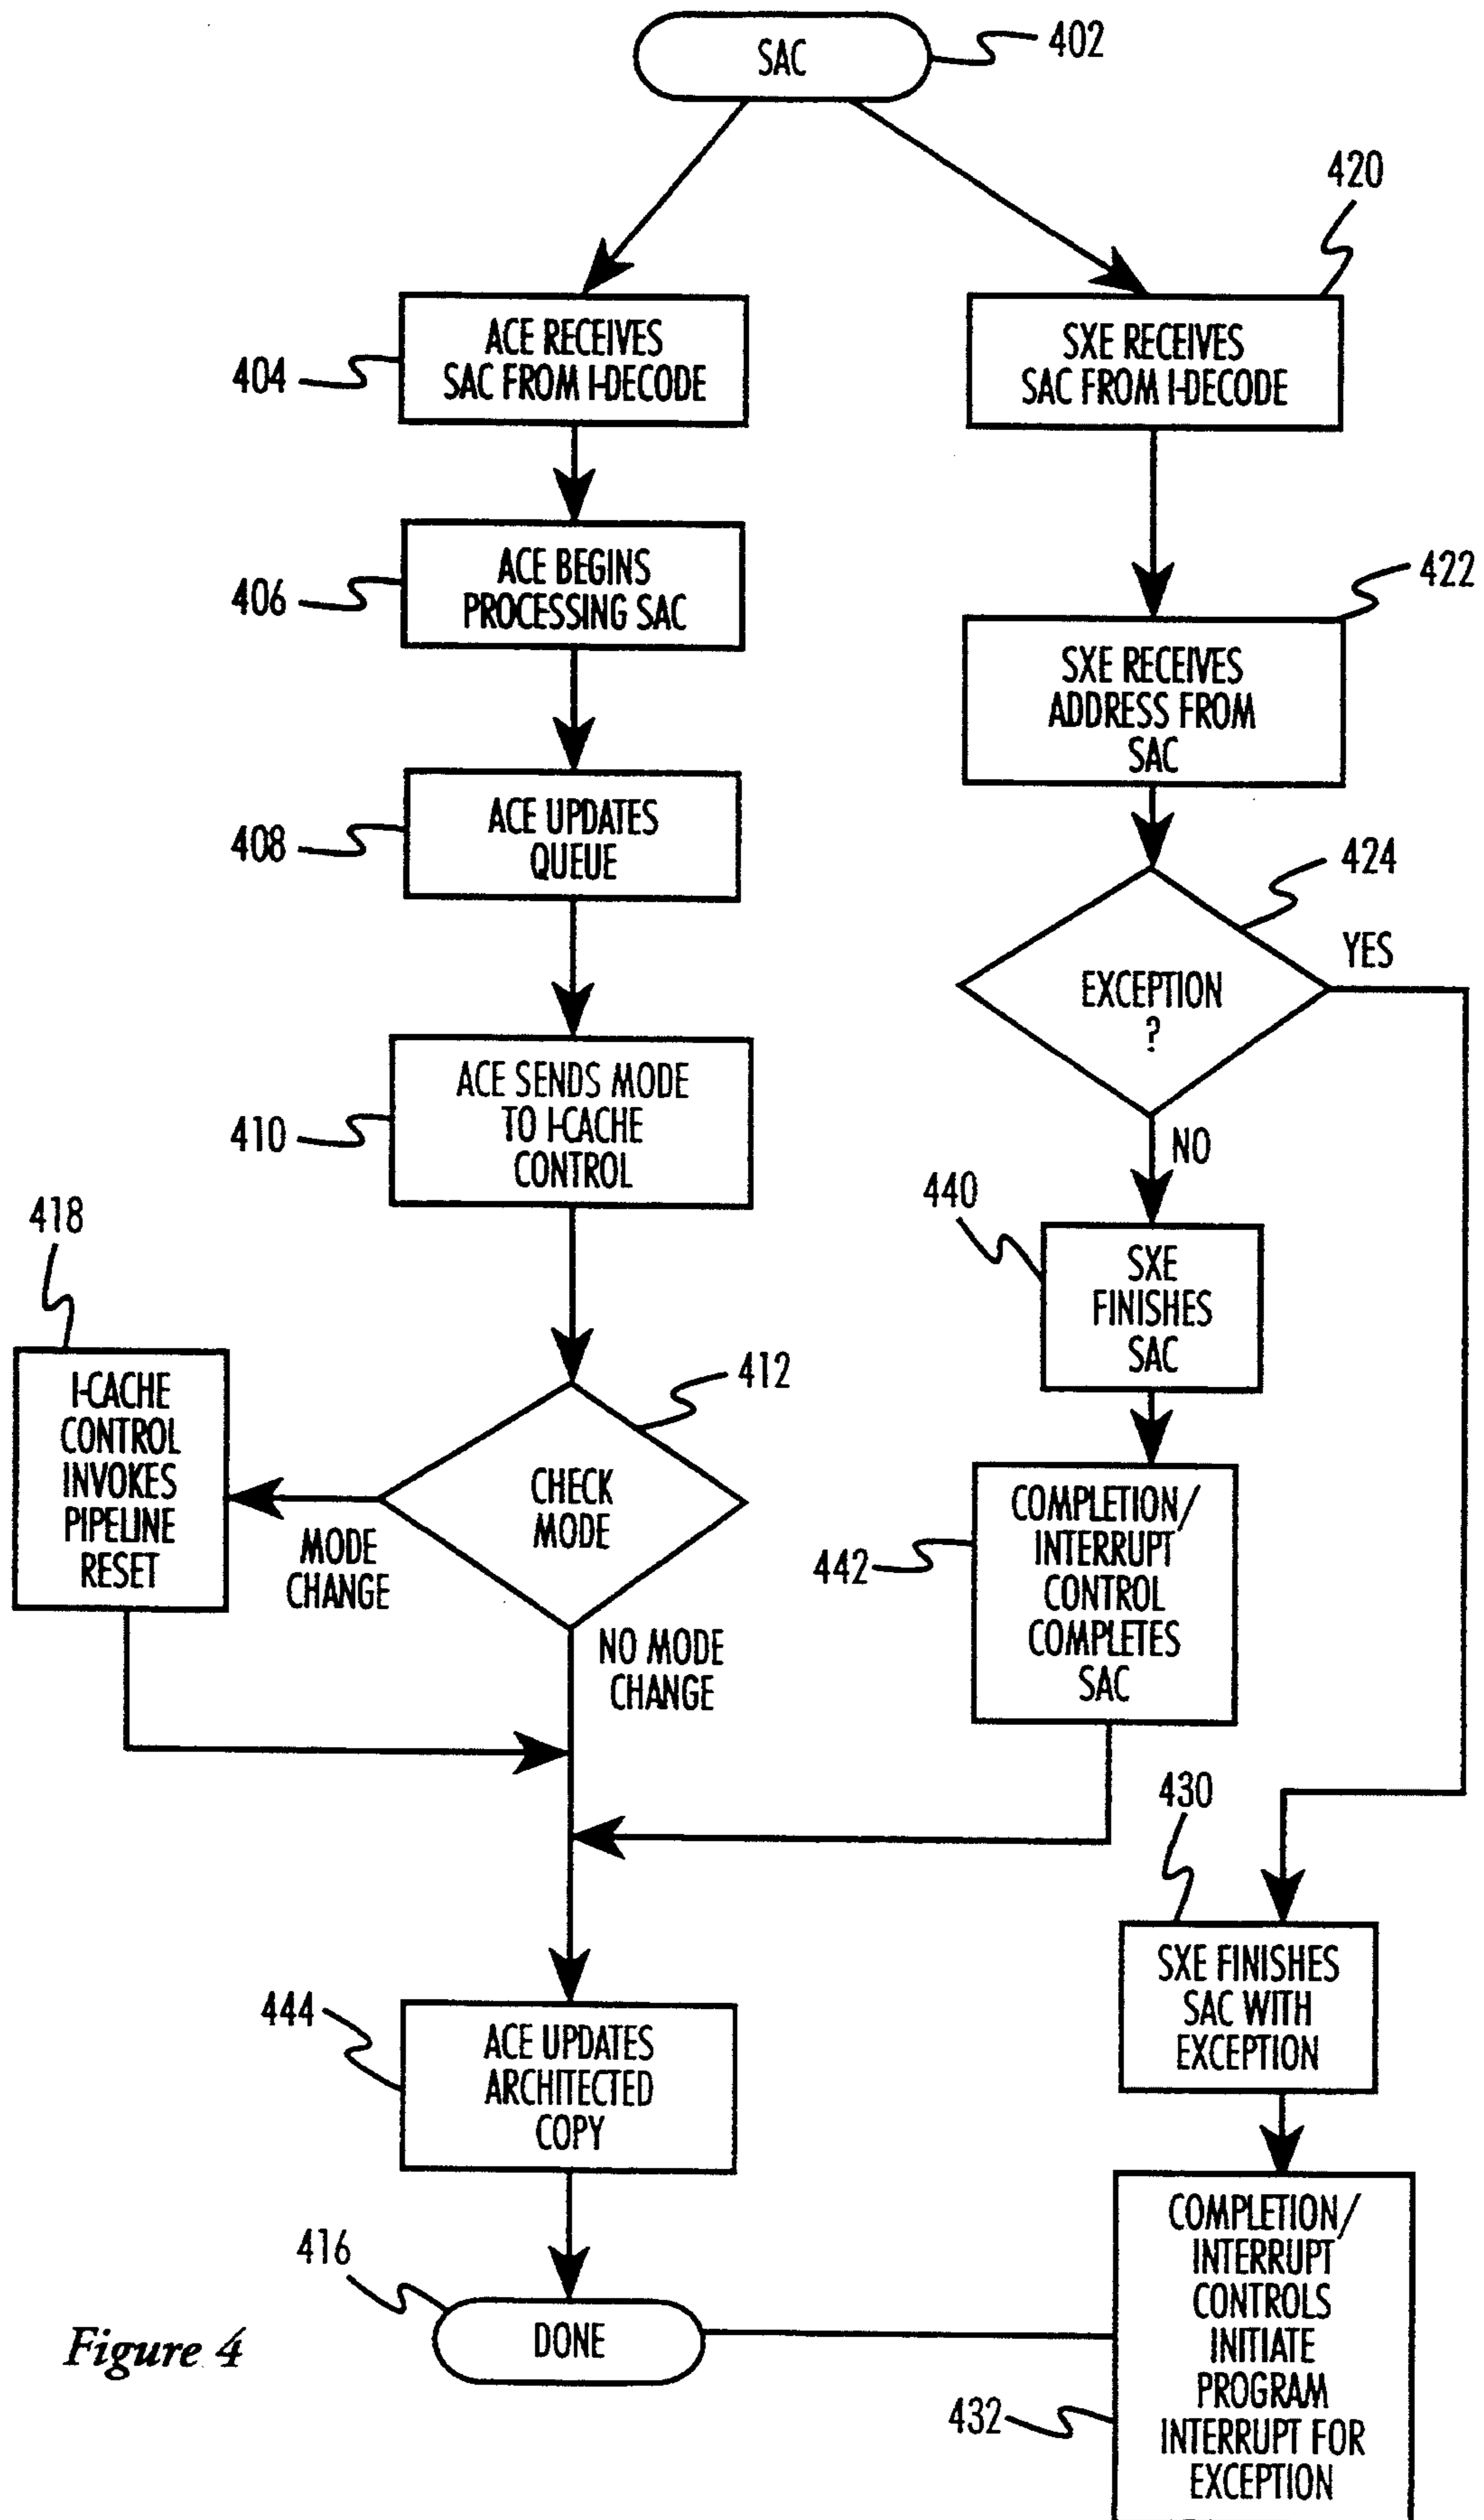 SAC
402
420
ACE RECEIVES
SAC FROM I-DECODE
404
SXE RECEIVES
SAC FROM I-DECODE
ACE BEGINS
PROCESSING SAC
406
422
SXE RECEIVES
ADDRESS FROM
SAC
ACE UPDATES
QUEUE
408
424
YES
EXCEPTION
?
NO
ACE SENDS MODE
TO I-CACHE
CONTROL
410
440
SXE
FINISHES
SAC
418
I-CACHE
CONTROL
INVOKES
PIPELINE
RESET
412
CHECK
MODE
MODE
CHANGE
NO MODE
CHANGE
COMPLETION/
INTERRUPT
CONTROL
COMPLETES
SAC
442
430
SXE FINISHES
SAC WITH
EXCEPTION
444
ACE UPDATES
ARCHITECTED
COPY
416
DONE
COMPLETION/
INTERRUPT
CONTROLS
INITIATE
PROGRAM
INTERRUPT FOR
EXCEPTION
432
Figure 4